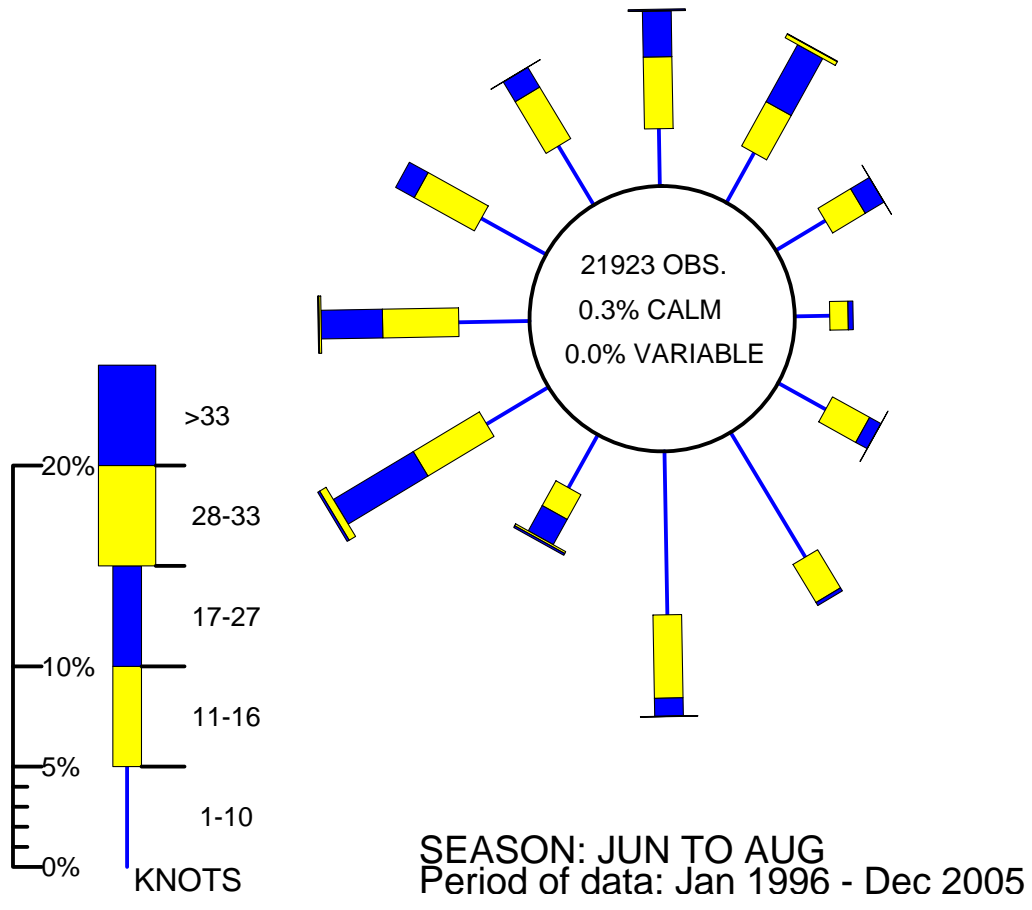 21923 OBS.
0.3% CALM
0.0% VARIABLE
>33
20%
28-33
17-27
10%
11-16
5%
1-10
0%
KNOTS
SEASON: JUN TO AUG
Period of data: Jan 1996 - Dec 2005